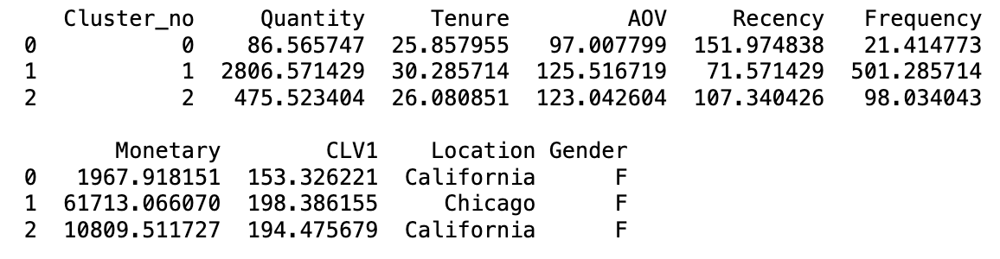 Cluster_no Quantity Tenure AOV Recency Frequency
0 0 86.565747 25.857955 97.007799 151.974838 21.414773
1 1 2806.571429 30.285714 125.516719 71.571429 501.285714
2 2 475.523404 26.080851 123.042604 107.340426 98.034043
Monetary CLV1 Location Gender
0 1967.918151 153.326221 California F
1 61713.066070 198.386155 Chicago F
2 10809.511727 194.475679 California F